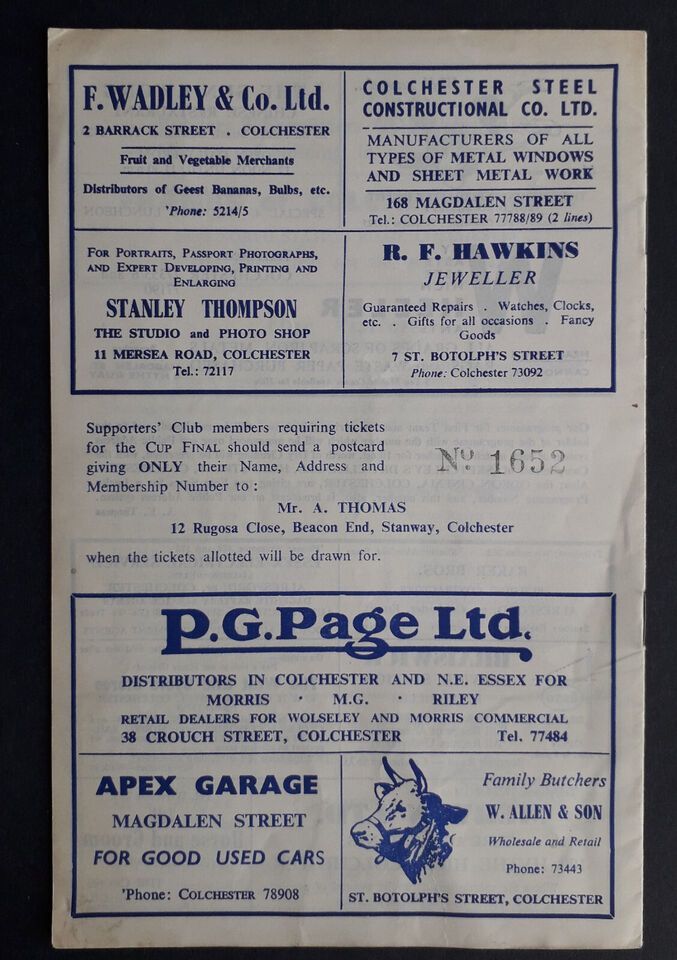 F. WADLEY & Co. Ltd.
2 BARRACK STREET . COLCHESTER
Fruit and Vegetable Merchants
Distributors of Geest Bananas, Bulbs, etc.
'Phone: 5214/5
COLCHESTER STEEL
CONSTRUCTIONAL CO. LTD.
MANUFACTURERS OF ALL
TYPES OF METAL WINDOWS
AND SHEET METAL WORK
168 MAGDALEN STREET
Tel.: COLCHESTER 77788/89 (2 lines)
FOR PORTRAITS, PASSPORT PHOTOGRAPHS,
AND EXPERT DEVELOPING, PRINTING AND
ENLARGING
STANLEY THOMPSON
THE STUDIO and PHOTO SHOP
11 MERSEA ROAD, COLCHESTER
Tel.: 72117
R. F. HAWKINS
JEWELLER
Guaranteed Repairs . Watches, Clocks,
etc. . Gifts for all occasions . Fancy
Goods
7 ST. BOTOLPH'S STREET
Phone: Colchester 73092
Supporters' Club members requiring tickets
for the CUP FINAL should send a postcard
giving ONLY their Name, Address and
Membership Number to :
No 1652
Mr. A. THOMAS
12 Rugosa Close, Beacon End, Stanway, Colchester
when the tickets allotted will be drawn for.
P.G.Page Ltd.
DISTRIBUTORS IN COLCHESTER AND N.E. ESSEX FOR
MORRIS · M.G. · RILEY
RETAIL DEALERS FOR WOLSELEY AND MORRIS COMMERCIAL
38 CROUCH STREET, COLCHESTER Tel. 77484
APEX GARAGE
MAGDALEN STREET
FOR GOOD USED CARS
'Phone: COLCHESTER 78908
Family Butchers
W. ALLEN & SON
Wholesale and Retail
Phone: 73443
ST. BOTOLPH'S STREET, COLCHESTER